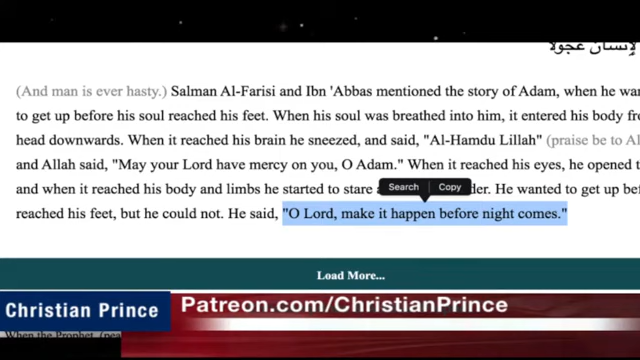 لإنسان عجولا
(And man is ever hasty.) Salman Al-Farisi and Ibn 'Abbas mentioned the story of Adam, when he wan
to get up before his soul reached his feet. When his soul was breathed into him, it entered his body fro
head downwards. When it reached his brain he sneezed, and said, "Al-Hamdu Lillah" (praise be to Al
and Allah said, "May your Lord have mercy on you, O Adam." When it reached his eyes, he opened t
and when it reached his body and limbs he started to stare a der. He wanted to get up bef
Search Copy
reached his feet, but he could not. He said, "O Lord, make it happen before night comes."
Load More...
Christian Prince Patreon.com/ChristianPrince
When the Prophet, (pea